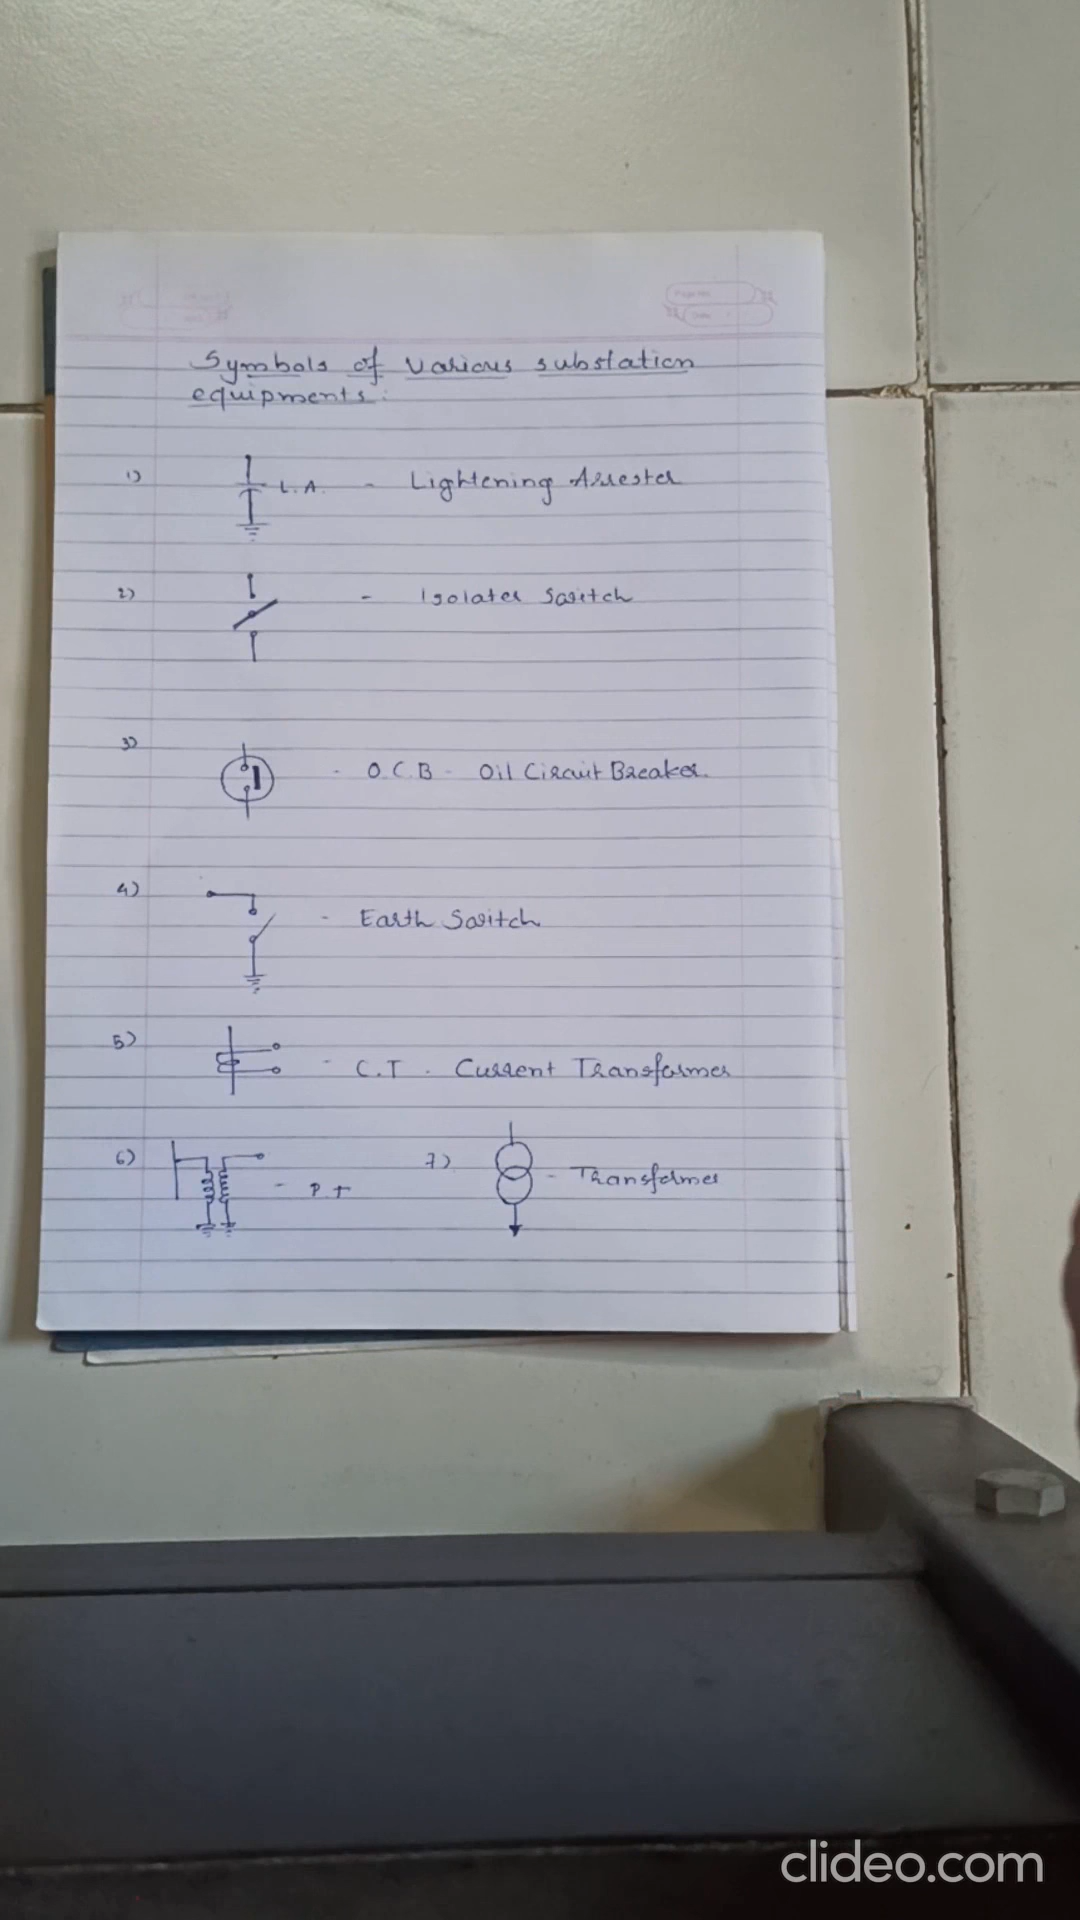 Symbols of various substation
equipments:
1) L.A. - Lightening Arrester
2) - Isolater Switch
3) - O.C.B - Oil Circuit Breaker.
4) - Earth Switch
5) - C.T. Current Transformer
6) - PT 7) - Transformer
clideo.com